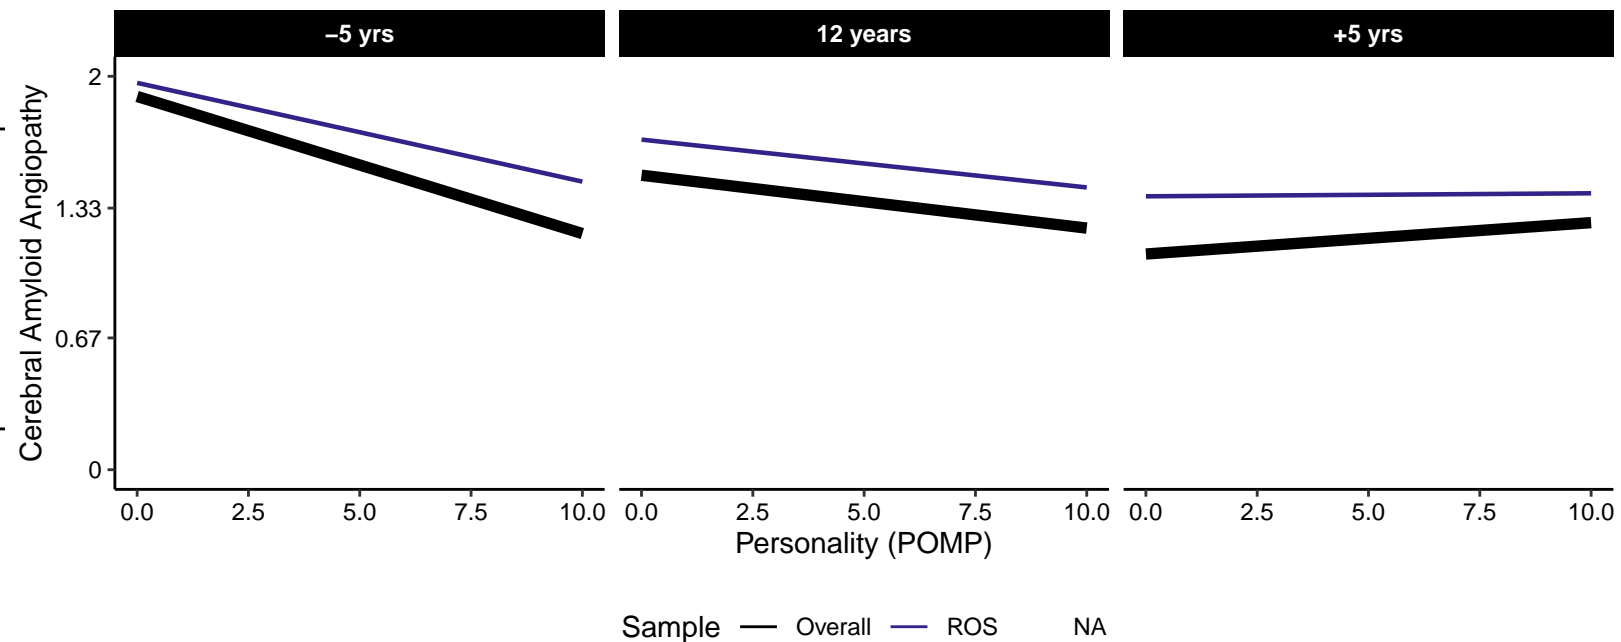 −5 yrs 12 years +5 yrs
Cerebral Amyloid Angiopathy
2
1.33
0.67
0
0.0 2.5 5.0 7.5 10.0 0.0 2.5 5.0 7.5 10.0 0.0 2.5 5.0 7.5 10.0
Personality (POMP)
Sample Overall ROS NA